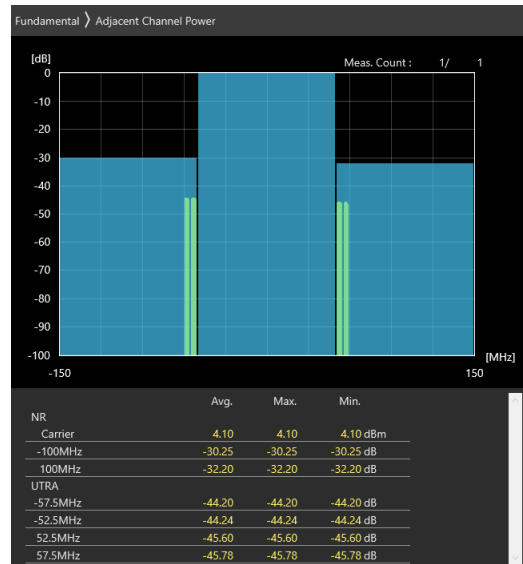 Fundamental 〉 Adjacent Channel Power
[dB]
Meas. Count : 1/ 1
0
-10
-20
-30
-40
-50
-60
-70
-80
-90
-100
[MHz]
-150 150
Avg. Max. Min.
NR
Carrier 4.10 4.10 4.10 dBm
-100MHz -30.25 -30.25 -30.25 dB
100MHz -32.20 -32.20 -32.20 dB
UTRA
-57.5MHz -44.20 -44.20 -44.20 dB
-52.5MHz -44.24 -44.24 -44.24 dB
52.5MHz -45.60 -45.60 -45.60 dB
57.5MHz -45.78 -45.78 -45.78 dB